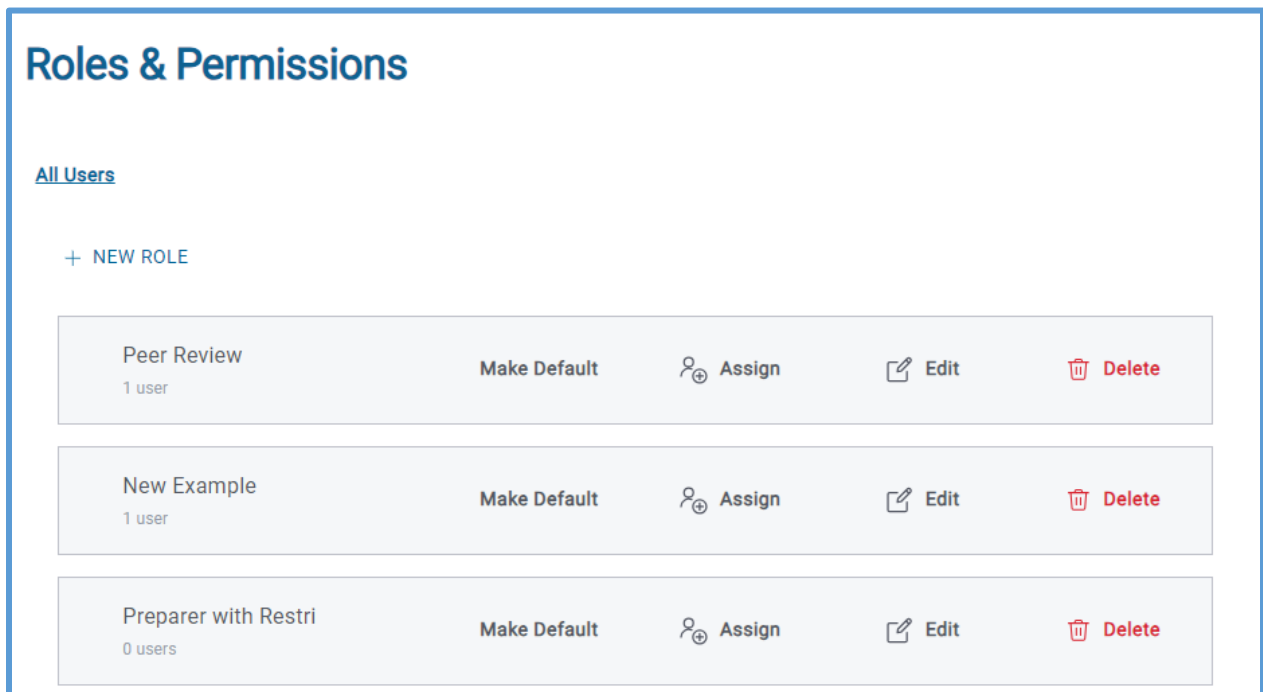 Roles & Permissions
All Users
+ NEW ROLE
Peer Review
1 user
Make Default
Assign
Edit
Delete
New Example
1 user
Make Default
Assign
Edit
Delete
Preparer with Restri
0 users
Make Default
Assign
Edit
Delete